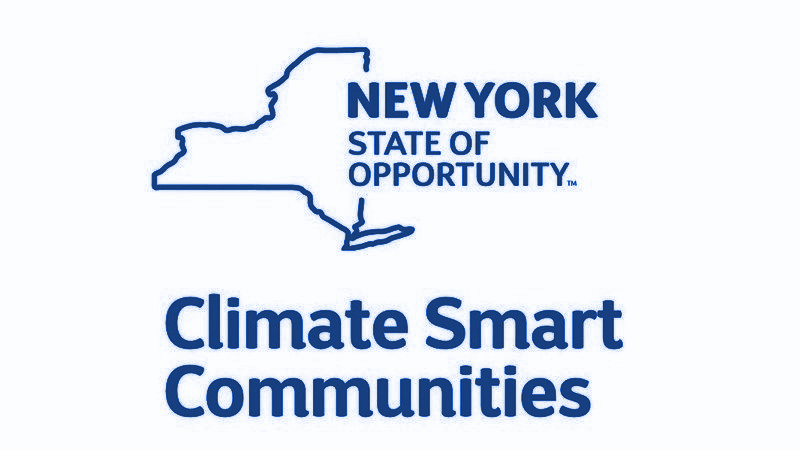 NEW YORK
STATE OF
OPPORTUNITY™
Climate Smart
Communities